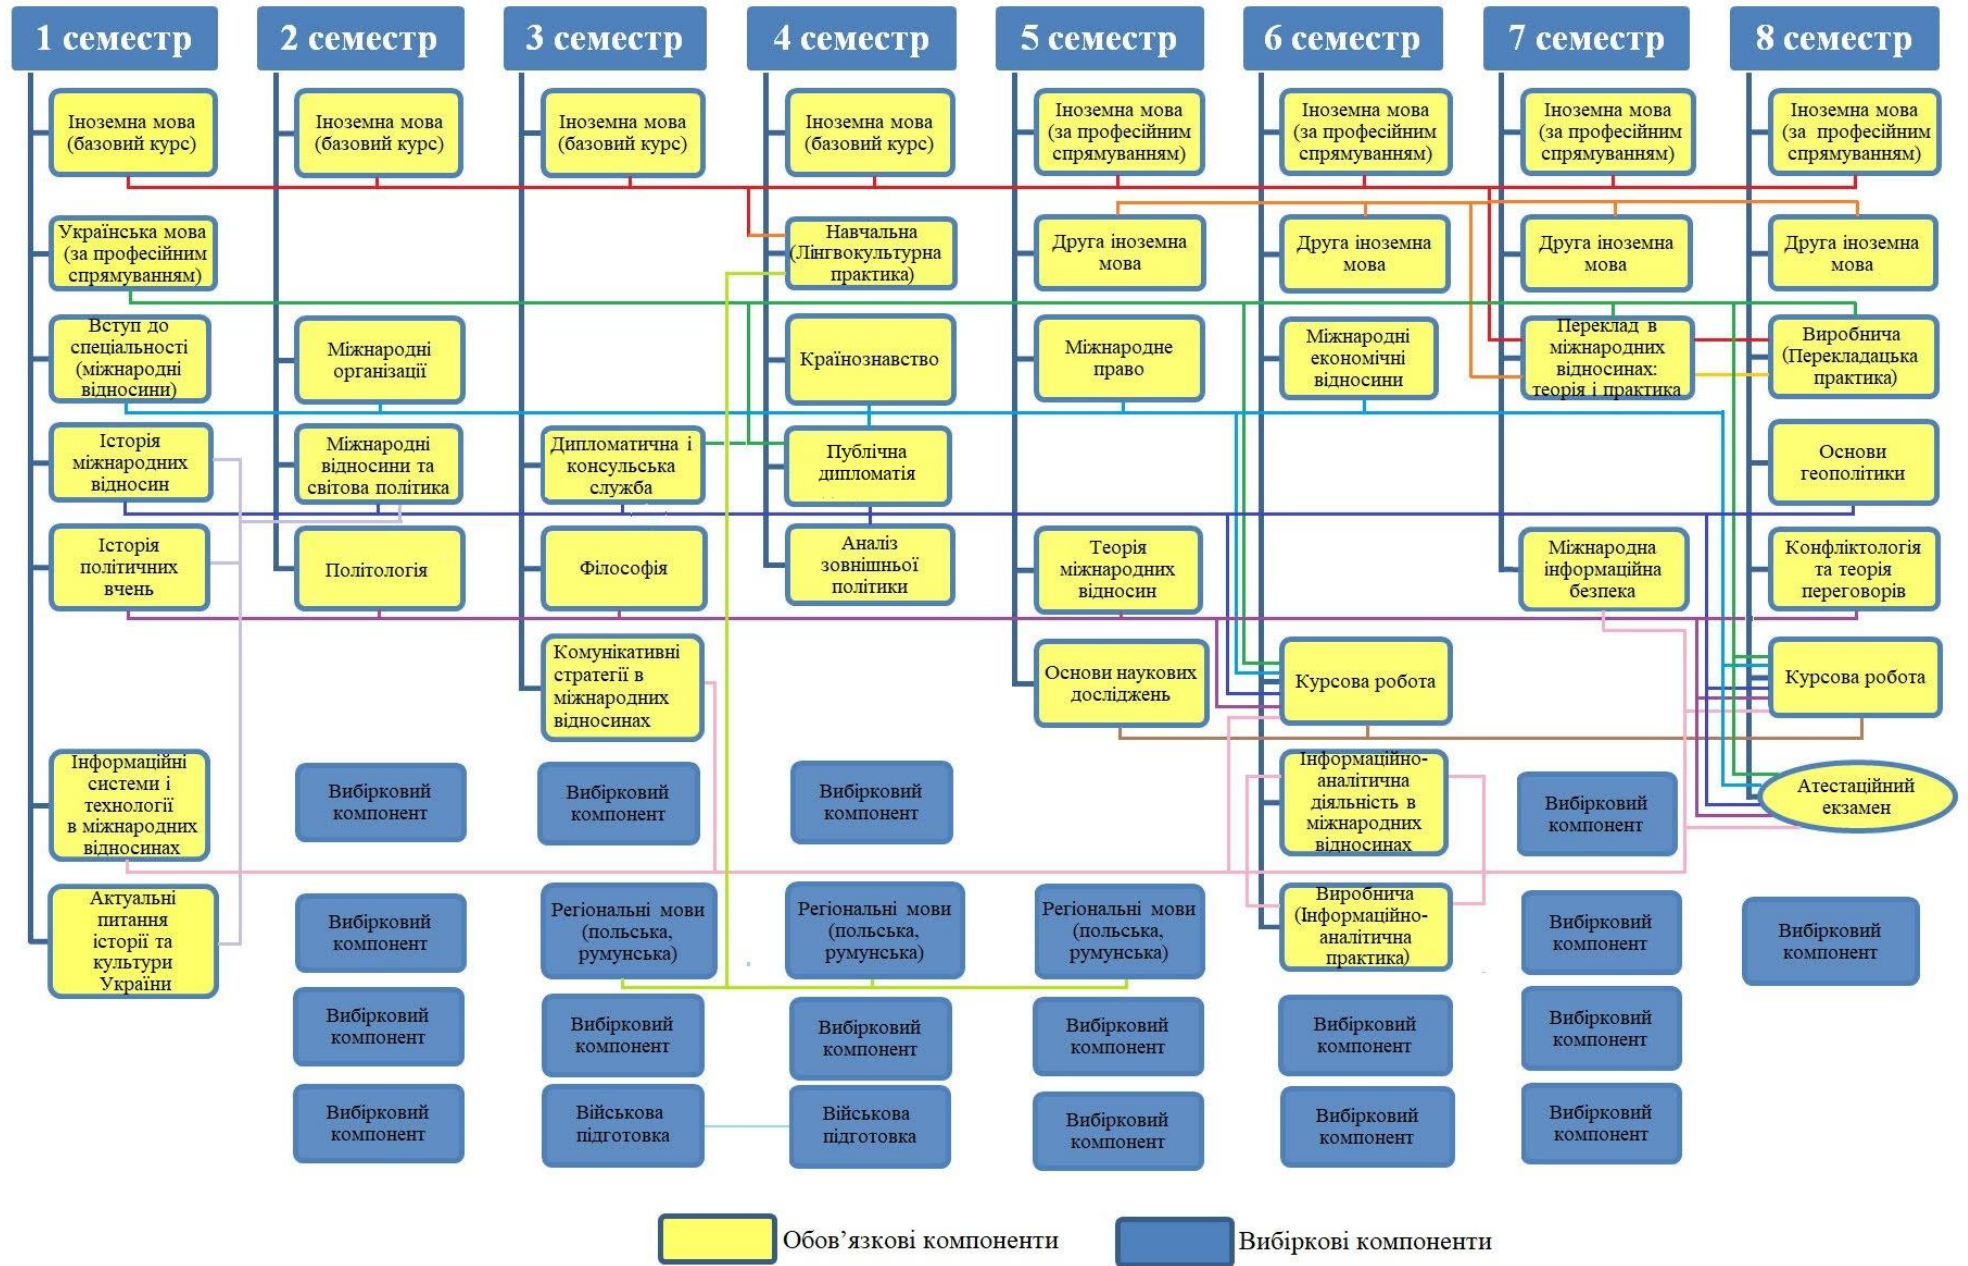 1 семестр
Іноземна мова
(базовий курс)
Українська мова
(за професійним
спрямуванням)
Вступ до
спеціальності
(міжнародні
відносини)
Історія
міжнародних
відносин
Історія
політичних
вчень
Інформаційні
системи і
технології
в міжнародних
відносинах
Актуальні
питання
історії та
культури
України
2 семестр
Іноземна мова
(базовий курс)
Міжнародні
організації
Міжнародні
відносини та
світова політика
Політологія
Вибірковий
компонент
Вибірковий
компонент
Вибірковий
компонент
Вибірковий
компонент
3 семестр
Іноземна мова
(базовий курс)
Дипломатична і
консульська
служба
Філософія
Комунікативні
стратегії в
міжнародних
відносинах
Вибірковий
компонент
Регіональні мови
(польська,
румунська)
Вибірковий
компонент
Військова
підготовка
4 семестр
Іноземна мова
(базовий курс)
Навчальна
(Лінгвокультурна
практика)
Країнознавство
Публічна
дипломатія
Аналіз
зовнішньої
політики
Вибірковий
компонент
Регіональні мови
(польська,
румунська)
Вибірковий
компонент
Військова
підготовка
5 семестр
Іноземна мова
(за професійним
спрямуванням)
Друга іноземна
мова
Міжнародне
право
Теорія
міжнародних
відносин
Основи наукових
досліджень
Регіональні мови
(польська,
румунська)
Вибірковий
компонент
Вибірковий
компонент
6 семестр
Іноземна мова
(за професійним
спрямуванням)
Друга іноземна
мова
Міжнародні
економічні
відносини
Курсова робота
Інформаційно-
аналітична
діяльність в
міжнародних
відносинах
Виробнича
(Інформаційно-
аналітична
практика)
Вибірковий
компонент
Вибірковий
компонент
7 семестр
Іноземна мова
(за професійним
спрямуванням)
Друга іноземна
мова
Переклад в
міжнародних
відносинах:
теорія і практика
Міжнародна
інформаційна
безпека
Вибірковий
компонент
Вибірковий
компонент
Вибірковий
компонент
Вибірковий
компонент
8 семестр
Іноземна мова
(за професійним
спрямуванням)
Друга іноземна
мова
Виробнича
(Перекладацька
практика)
Основи
геополітики
Конфліктологія
та теорія
переговорів
Курсова робота
Атестаційний
екзамен
Вибірковий
компонент
Обов’язкові компоненти
Вибіркові компоненти